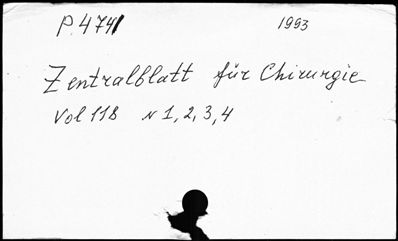 P.4741 1993
Zentralblatt für Chirurgie
Vol 118 N 1, 2, 3, 4